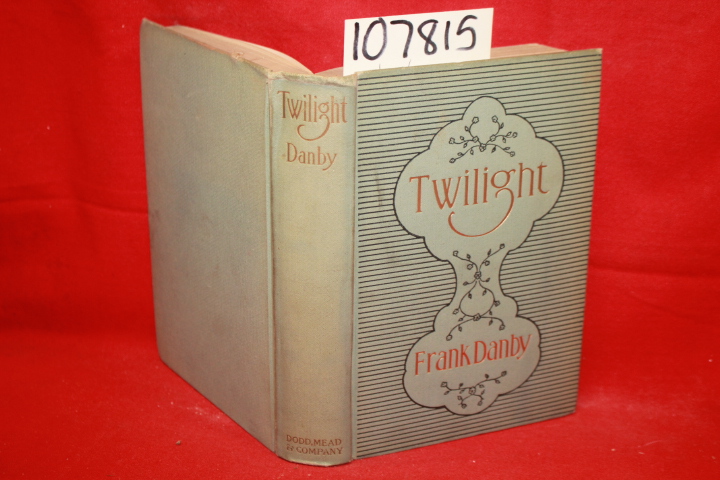 107815
Twilight
Danby
DODD, MEAD
& COMPANY
Twilight
Frank Danby